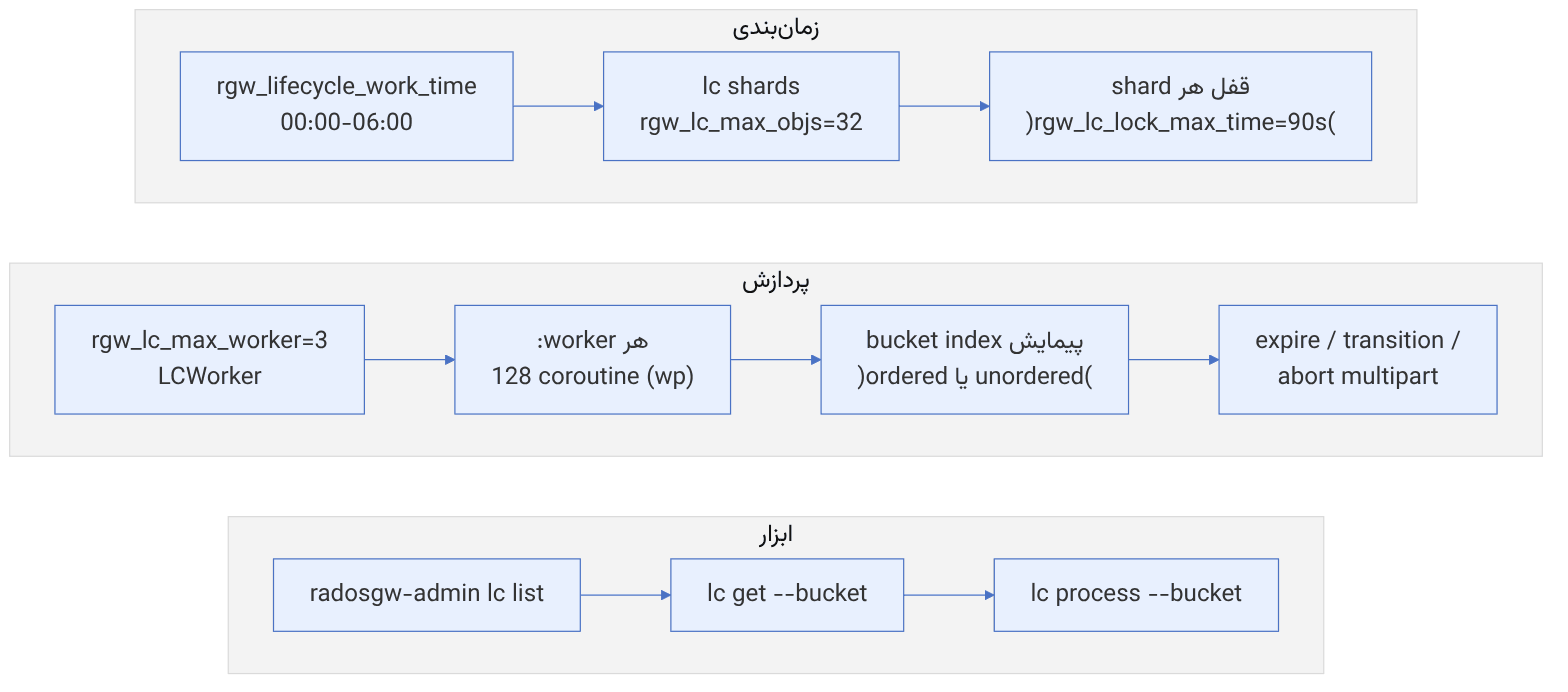 زمان‌بندی
rgw_lifecycle_work_time
00:00-06:00
lc shards
rgw_lc_max_objs=32
قفل هر shard
(rgw_lc_lock_max_time=90s)
پردازش
rgw_lc_max_worker=3
LCWorker
هر worker:
128 coroutine (wp)
پیمایش bucket index
(unordered یا ordered)
expire / transition /
abort multipart
ابزار
radosgw-admin lc list
lc get --bucket
lc process --bucket